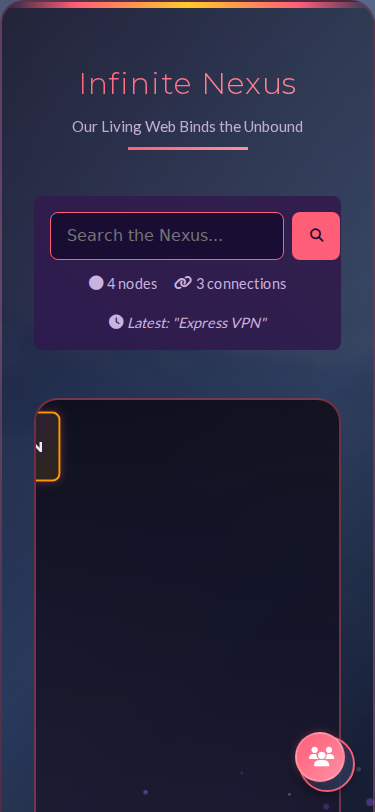 Infinite Nexus
Our Living Web Binds the Unbound
Search the Nexus...
4 nodes 3 connections
Latest: "Express VPN"
N